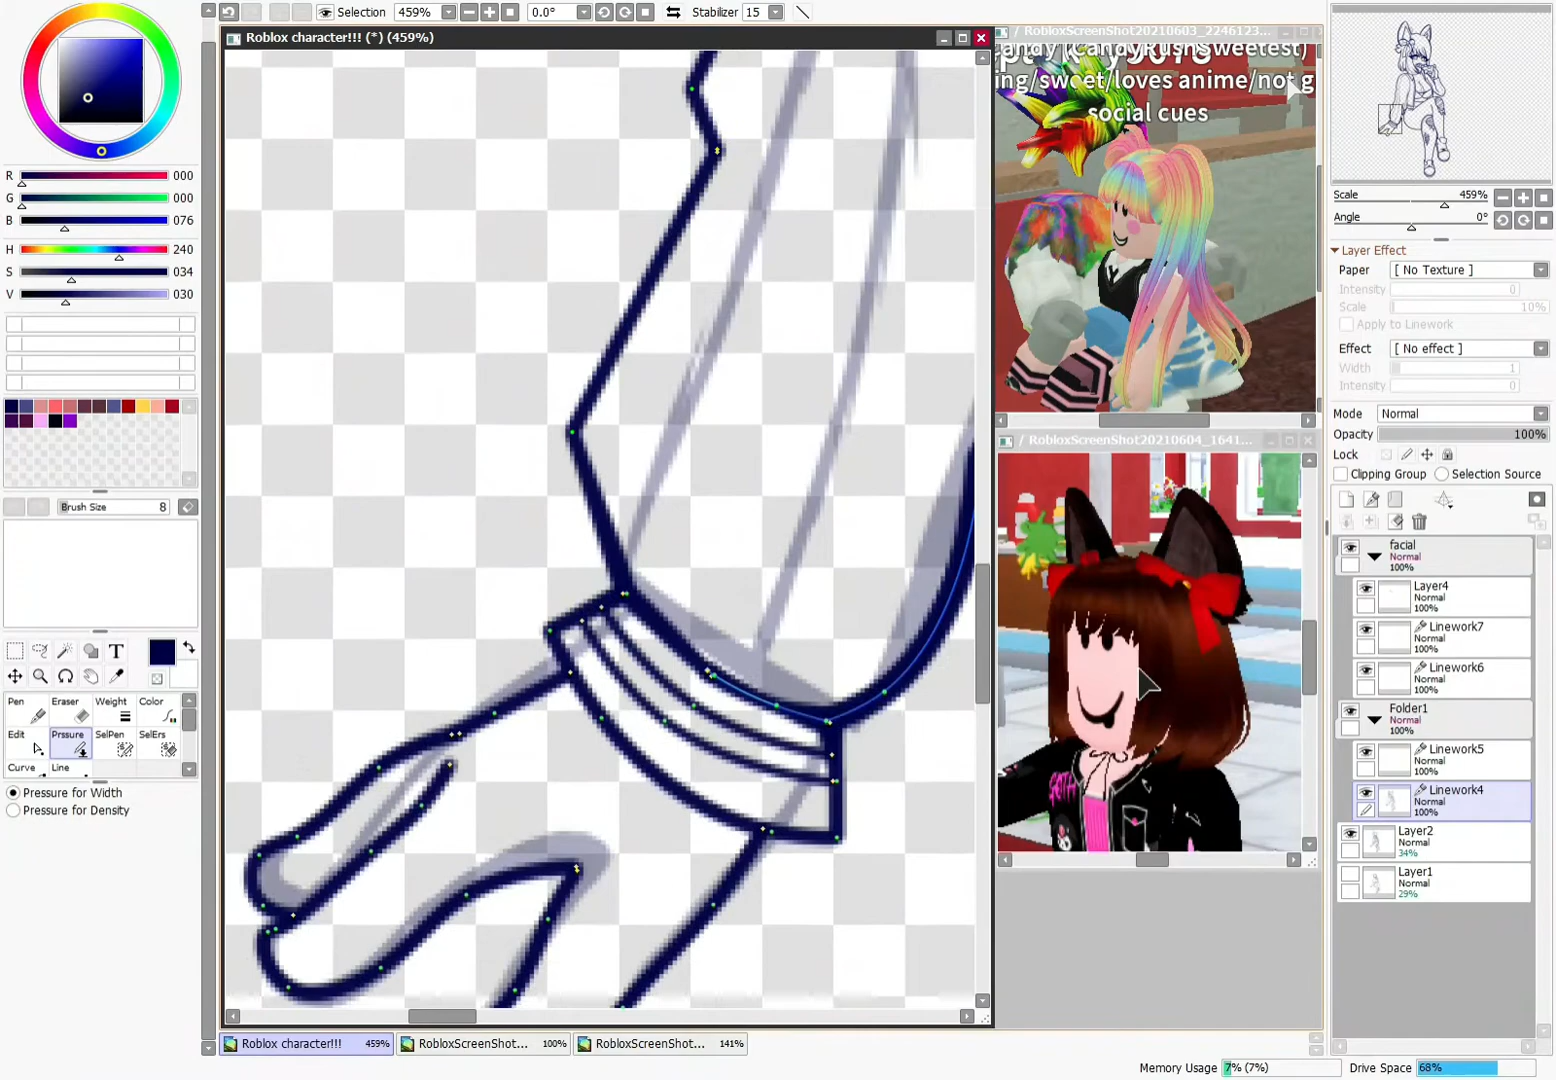 Selection 459% 0.0° Stabilizer 15
Roblox character!!! (*) (459%)
R 000
G 000
B 076
H 240
S 034
V 030
Brush Size 8
T
Pen Eraser Weight Color
Edit Prssure SelPen SelErs
Curve Line
Pressure for Width
Pressure for Density
/ RobloxScreenShot20210603_2246123...
andy (CandyRushSweetest)
ing/sweet/loves anime/not g
social cues
/ RobloxScreenShot20210604_1641...
Scale 459%
Angle 0°
Layer Effect
Paper [ No Texture ]
Intensity 0
Scale 10%
Apply to Linework
Effect [ No effect ]
Width 1
Intensity 0
Mode Normal
Opacity 100%
Lock
Clipping Group Selection Source
facial
Normal
100%
Layer4
Normal
100%
Linework7
Normal
100%
Linework6
Normal
100%
Folder1
Normal
100%
Linework5
Normal
100%
Linework4
Normal
100%
Layer2
Normal
34%
Layer1
Normal
29%
Roblox character!!! 459% RobloxScreenShot... 100% RobloxScreenShot... 141%
Memory Usage 7% (7%) Drive Space 68%